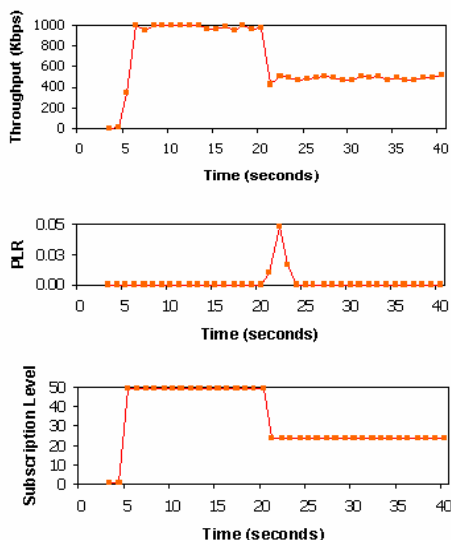 Throughput (Kbps)
1000
800
600
400
200
0
0 5 10 15 20 25 30 35 40
Time (seconds)
PLR
0.05
0.03
0.00
0 5 10 15 20 25 30 35 40
Time (seconds)
Subscription Level
50
40
30
20
10
0
0 5 10 15 20 25 30 35 40
Time (seconds)